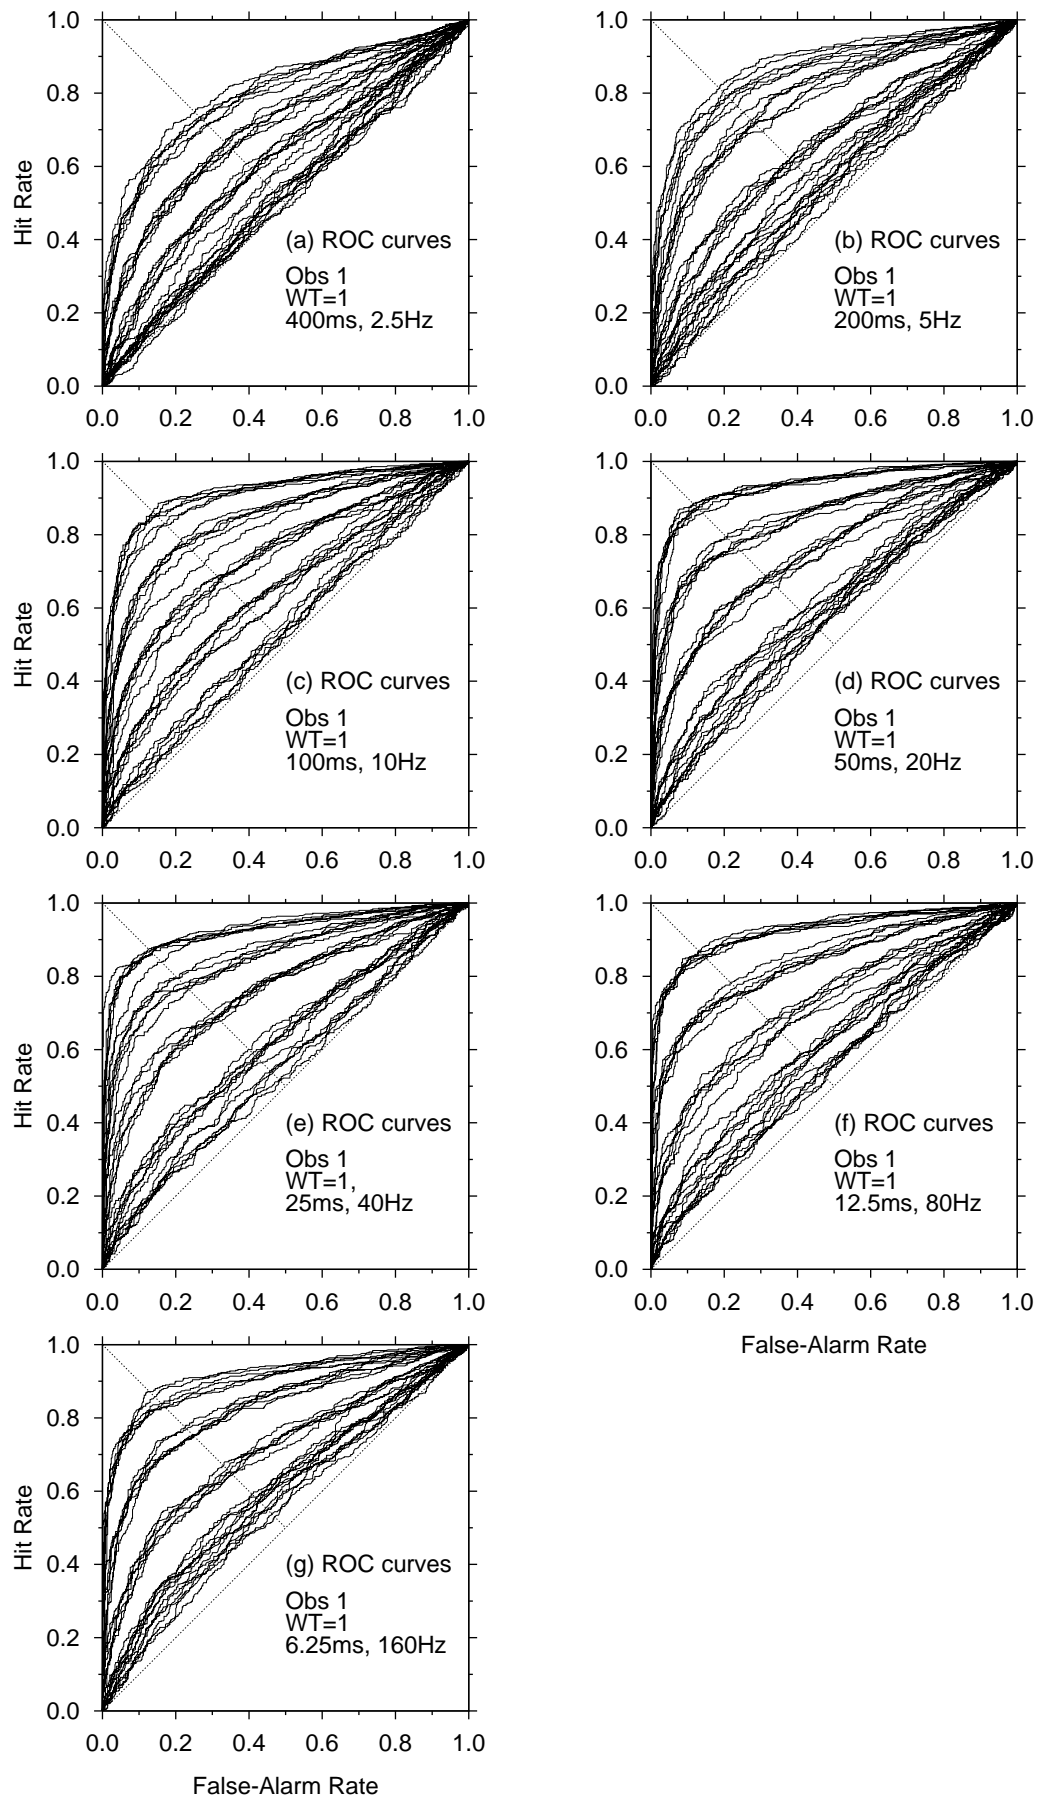 1.0
0.8
0.6
0.4
0.2
0.0
Hit Rate
(a) ROC curves
Obs 1
WT=1
400ms, 2.5Hz
0.0 0.2 0.4 0.6 0.8 1.0
1.0
0.8
0.6
0.4
0.2
0.0
(b) ROC curves
Obs 1
WT=1
200ms, 5Hz
0.0 0.2 0.4 0.6 0.8 1.0
1.0
0.8
0.6
0.4
0.2
0.0
Hit Rate
(c) ROC curves
Obs 1
WT=1
100ms, 10Hz
0.0 0.2 0.4 0.6 0.8 1.0
1.0
0.8
0.6
0.4
0.2
0.0
(d) ROC curves
Obs 1
WT=1
50ms, 20Hz
0.0 0.2 0.4 0.6 0.8 1.0
1.0
0.8
0.6
0.4
0.2
0.0
Hit Rate
(e) ROC curves
Obs 1
WT=1,
25ms, 40Hz
0.0 0.2 0.4 0.6 0.8 1.0
1.0
0.8
0.6
0.4
0.2
0.0
(f) ROC curves
Obs 1
WT=1
12.5ms, 80Hz
0.0 0.2 0.4 0.6 0.8 1.0
False-Alarm Rate
1.0
0.8
0.6
0.4
0.2
0.0
Hit Rate
(g) ROC curves
Obs 1
WT=1
6.25ms, 160Hz
0.0 0.2 0.4 0.6 0.8 1.0
False-Alarm Rate